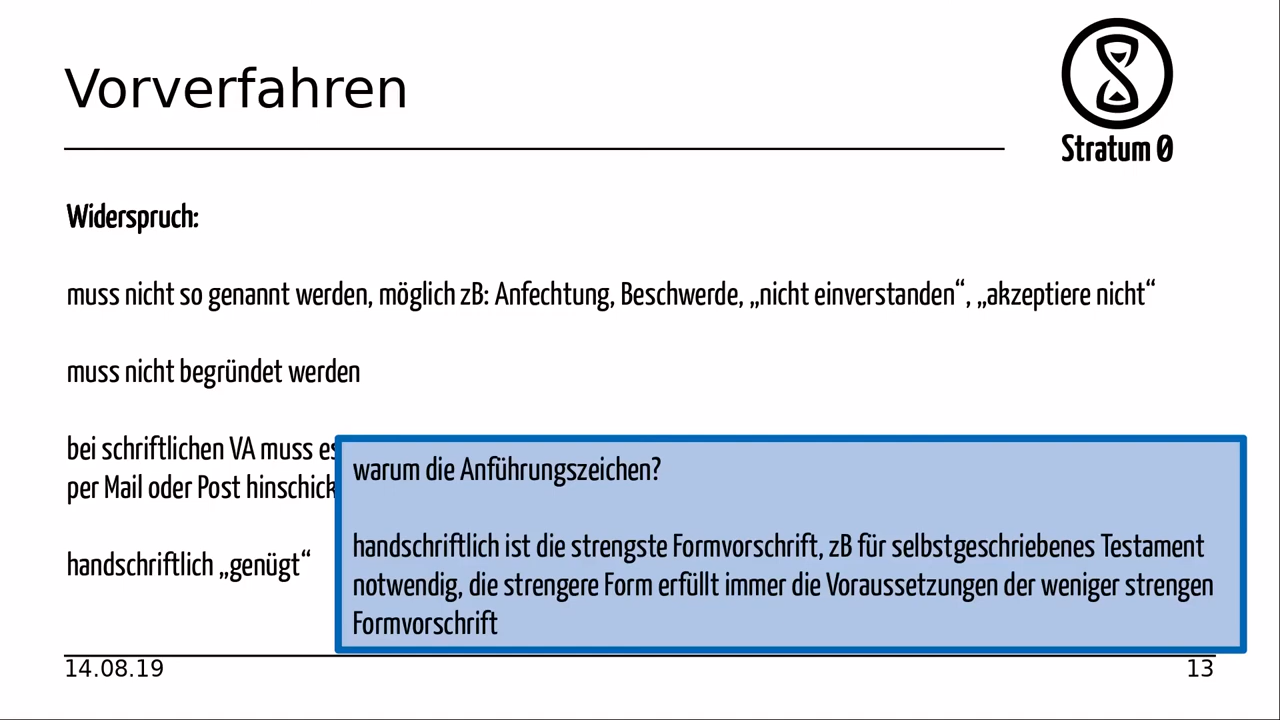 Vorverfahren
Stratum 0
Widerspruch:
muss nicht so genannt werden, möglich zB: Anfechtung, Beschwerde, „nicht einverstanden“, „akzeptiere nicht“
muss nicht begründet werden
bei schriftlichen VA muss es
per Mail oder Post hinschick
handschriftlich „genügt“
warum die Anführungszeichen?
handschriftlich ist die strengste Formvorschrift, zB für selbstgeschriebenes Testament
notwendig, die strengere Form erfüllt immer die Voraussetzungen der weniger strengen
Formvorschrift
14.08.19
13